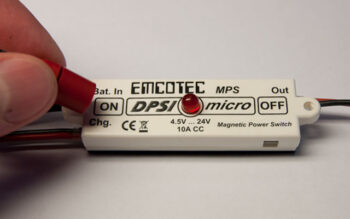 Bat. In EMCOTEC MPS Out
ON DPSI micro OFF
Chg. CE 4.5V ... 24V Magnetic Power Switch
10A CC